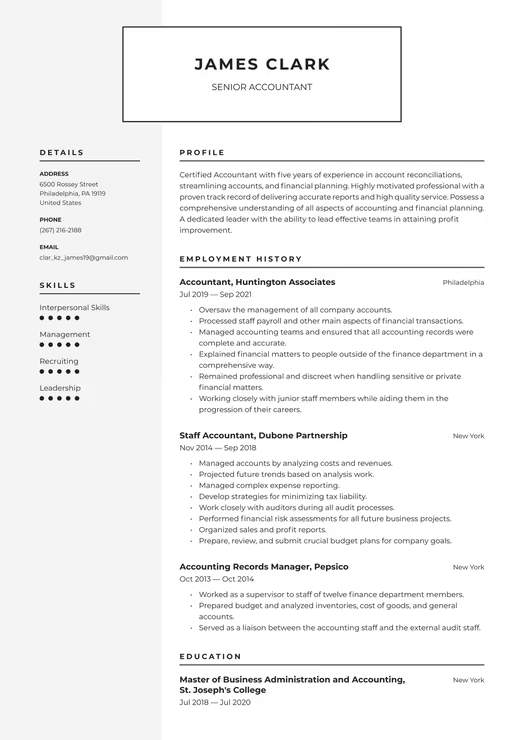 JAMES CLARK
SENIOR ACCOUNTANT
DETAILS
ADDRESS
6500 Rossey Street
Philadelphia, PA 19119
United States
PHONE
(267) 216-2188
EMAIL
clar_kz_james19@gmail.com
SKILLS
Interpersonal Skills
Management
Recruiting
Leadership
PROFILE
Certified Accountant with five years of experience in account reconciliations,
streamlining accounts, and financial planning. Highly motivated professional with a
proven track record of delivering accurate reports and high quality service. Possess a
comprehensive understanding of all aspects of accounting and financial planning.
A dedicated leader with the ability to lead effective teams in attaining profit
improvement.
EMPLOYMENT HISTORY
Accountant, Huntington Associates
Philadelphia
Jul 2019 — Sep 2021
• Oversaw the management of all company accounts.
• Processed staff payroll and other main aspects of financial transactions.
• Managed accounting teams and ensured that all accounting records were
complete and accurate.
• Explained financial matters to people outside of the finance department in a
comprehensive way.
• Remained professional and discreet when handling sensitive or private
financial matters.
• Working closely with junior staff members while aiding them in the
progression of their careers.
Staff Accountant, Dubone Partnership
New York
Nov 2014 — Sep 2018
• Managed accounts by analyzing costs and revenues.
• Projected future trends based on analysis work.
• Managed complex expense reporting.
• Develop strategies for minimizing tax liability.
• Work closely with auditors during all audit processes.
• Performed financial risk assessments for all future business projects.
• Organized sales and profit reports.
• Prepare, review, and submit crucial budget plans for company goals.
Accounting Records Manager, Pepsico
New York
Oct 2013 — Oct 2014
• Worked as a supervisor to staff of twelve finance department members.
• Prepared budget and analyzed inventories, cost of goods, and general
accounts.
• Served as a liaison between the accounting staff and the external audit staff.
EDUCATION
Master of Business Administration and Accounting,
St. Joseph's College
New York
Jul 2018 — Jul 2020